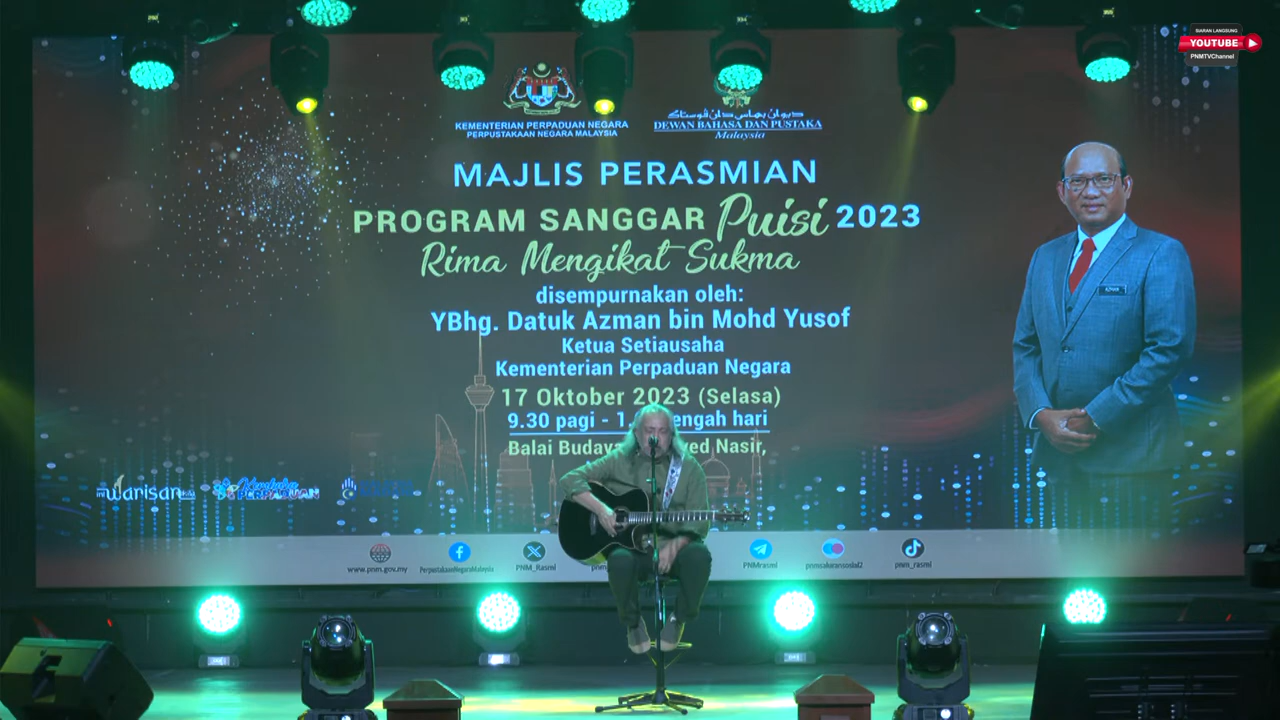 SIARAN LANGSUNG
YOUTUBE
PNMTVChannel
KEMENTERIAN PERPADUAN NEGARA
PERPUSTAKAAN NEGARA MALAYSIA
ديوان بهاس دان ڤوستاک
DEWAN BAHASA DAN PUSTAKA
Malaysia
MAJLIS PERASMIAN
PROGRAM SANGGAR Puisi 2023
Rima Mengikat Sukma
disempurnakan oleh:
YBhg. Datuk Azman bin Mohd Yusof
Ketua Setiausaha
Kementerian Perpaduan Negara
17 Oktober 2023 (Selasa)
9.30 pagi - 1. tengah hari
Balai Budaya Nasir,
AZMAN
warisan
PERPADUAN
www.pnm.gov.my
PerpustakaanNegaraMalaysia
PNM_Rasmi
PNMrasmi
pnmsaluransosial2
pnm_rasmi